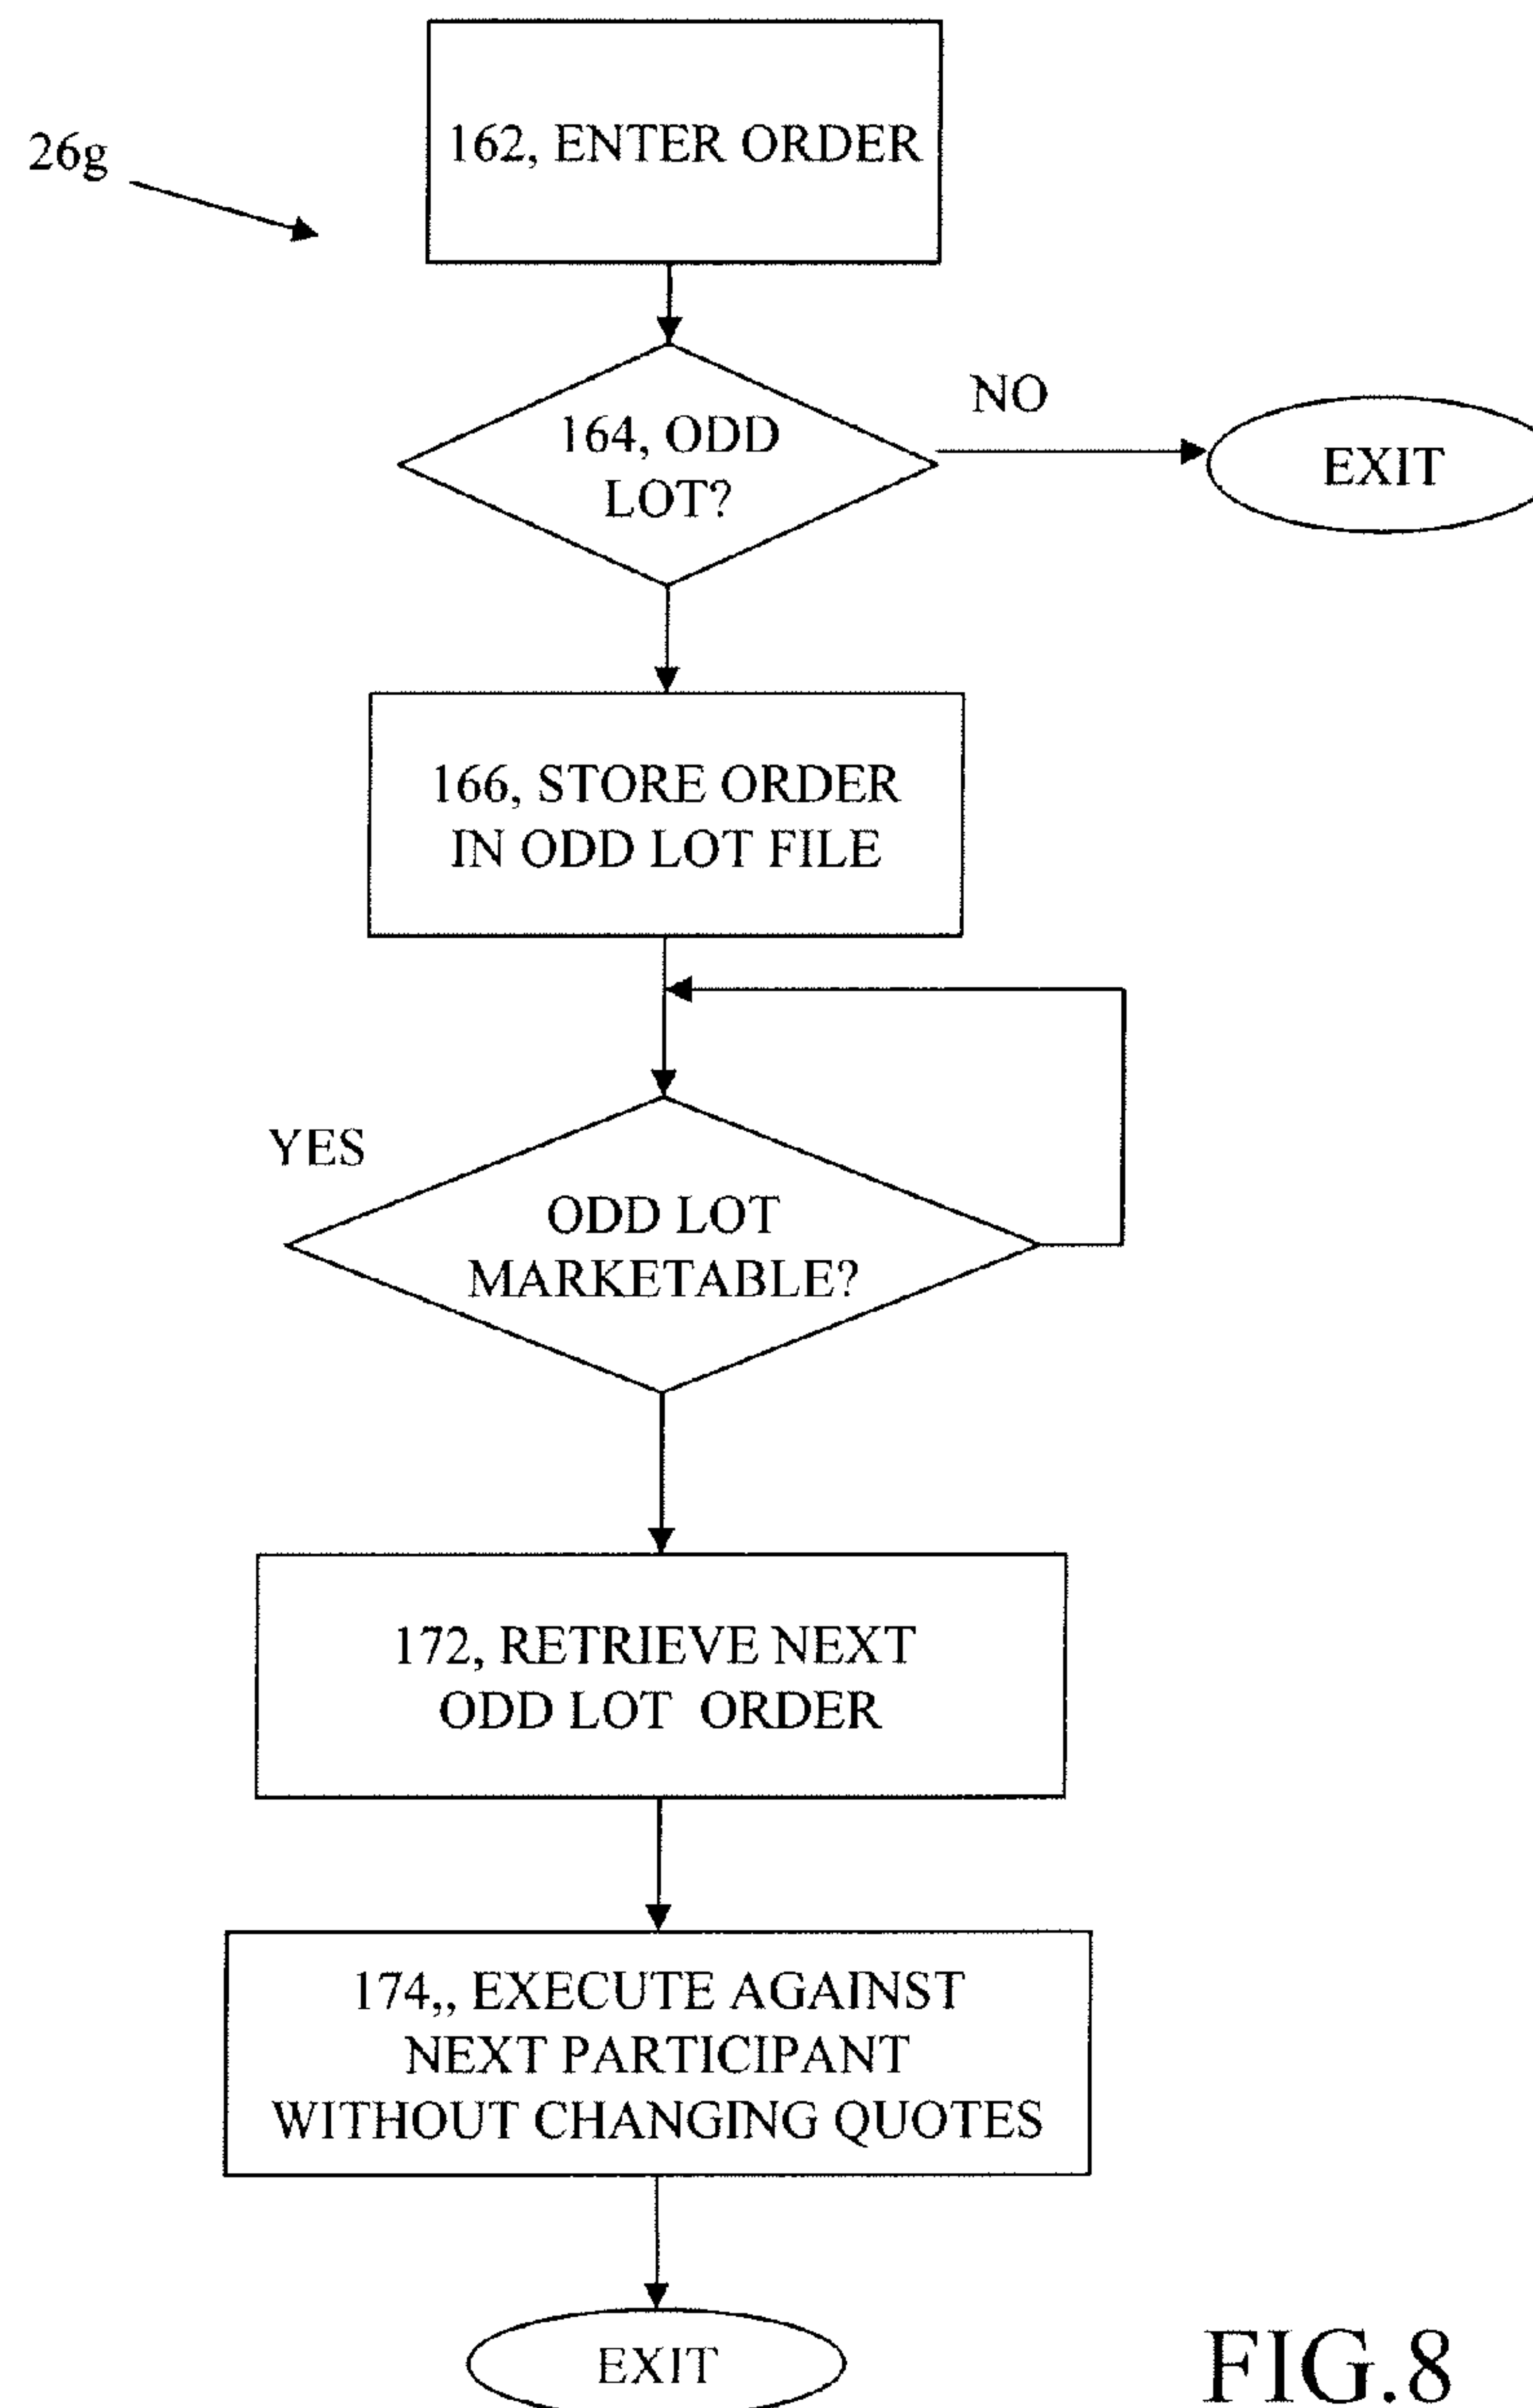 162, ENTER ORDER
26g
164, ODD
LOT?
NO
EXIT
166, STORE ORDER
IN ODD LOT FILE
YES
ODD LOT
MARKETABLE?
172, RETRIEVE NEXT
ODD LOT ORDER
174,, EXECUTE AGAINST
NEXT PARTICIPANT
WITHOUT CHANGING QUOTES
EXIT
FIG.8